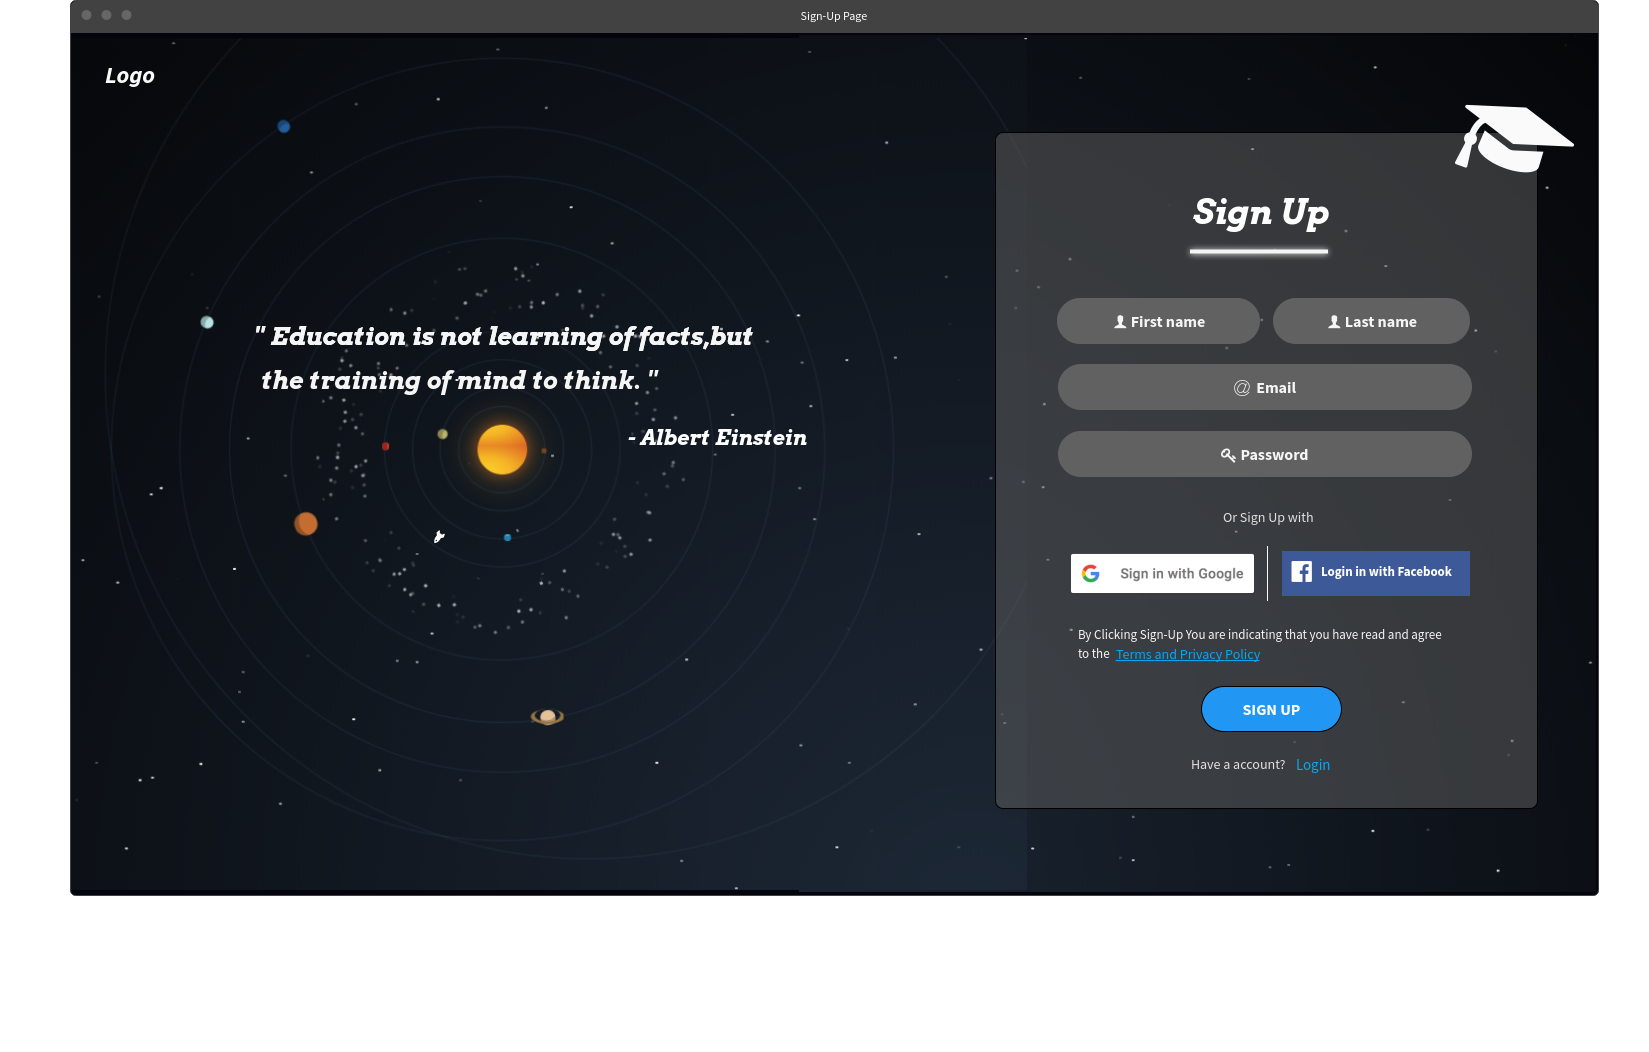 Sign-Up Page
Logo
" Education is not learning of facts,but
the training of mind to think. "
- Albert Einstein
Sign Up
First name
Last name
@ Email
Password
Or Sign Up with
Sign in with Google
Login in with Facebook
* By Clicking Sign-Up You are indicating that you have read and agree
to the Terms and Privacy Policy
SIGN UP
Have a account? Login